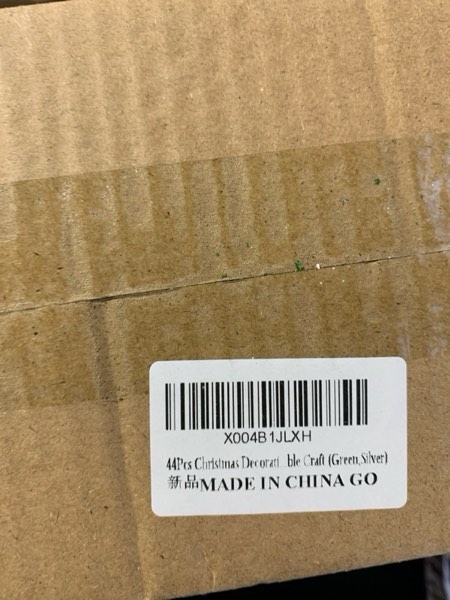 X004B1JLXH
44Pcs Christmas Decorati ble Craft (Green,Silver)
新品MADE IN CHINA GO